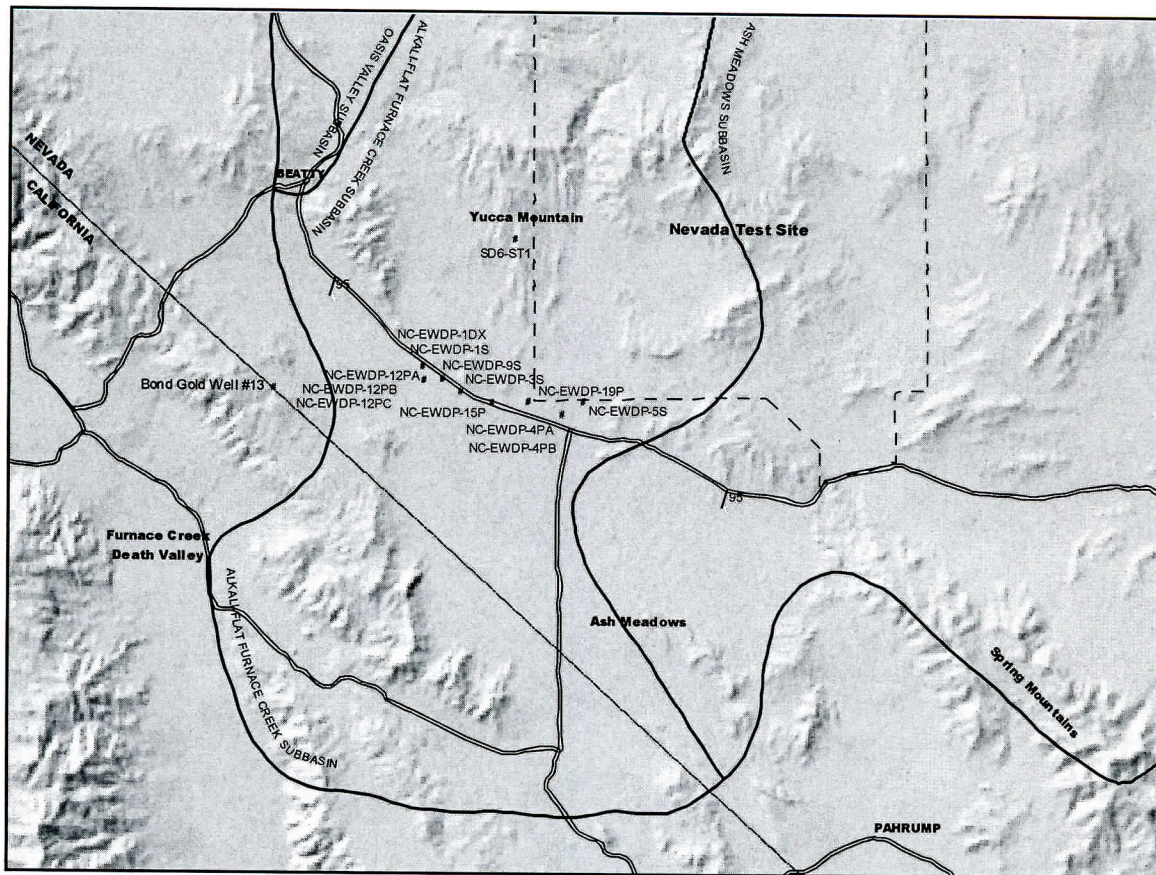 OASIS VALLEY SUBBASIN
ALKALI-FLAT FURNACE CREEK SUBBASIN
ASH MEADOWS SUBBASIN
NEVADA
CALIFORNIA
BEATTY
Yucca Mountain
SD6-ST1
Nevada Test Site
95
NC-EWDP-1DX
NC-EWDP-1S
NC-EWDP-9S
NC-EWDP-12PA
NC-EWDP-3S
Bond Gold Well #13
NC-EWDP-12PB
NC-EWDP-19P
NC-EWDP-12PC
NC-EWDP-15P
NC-EWDP-5S
NC-EWDP-4PA
NC-EWDP-4PB
95
Furnace Creek
Death Valley
ALKALI-FLAT FURNACE CREEK SUBBASIN
Ash Meadows
Spring Mountains
PAHRUMP